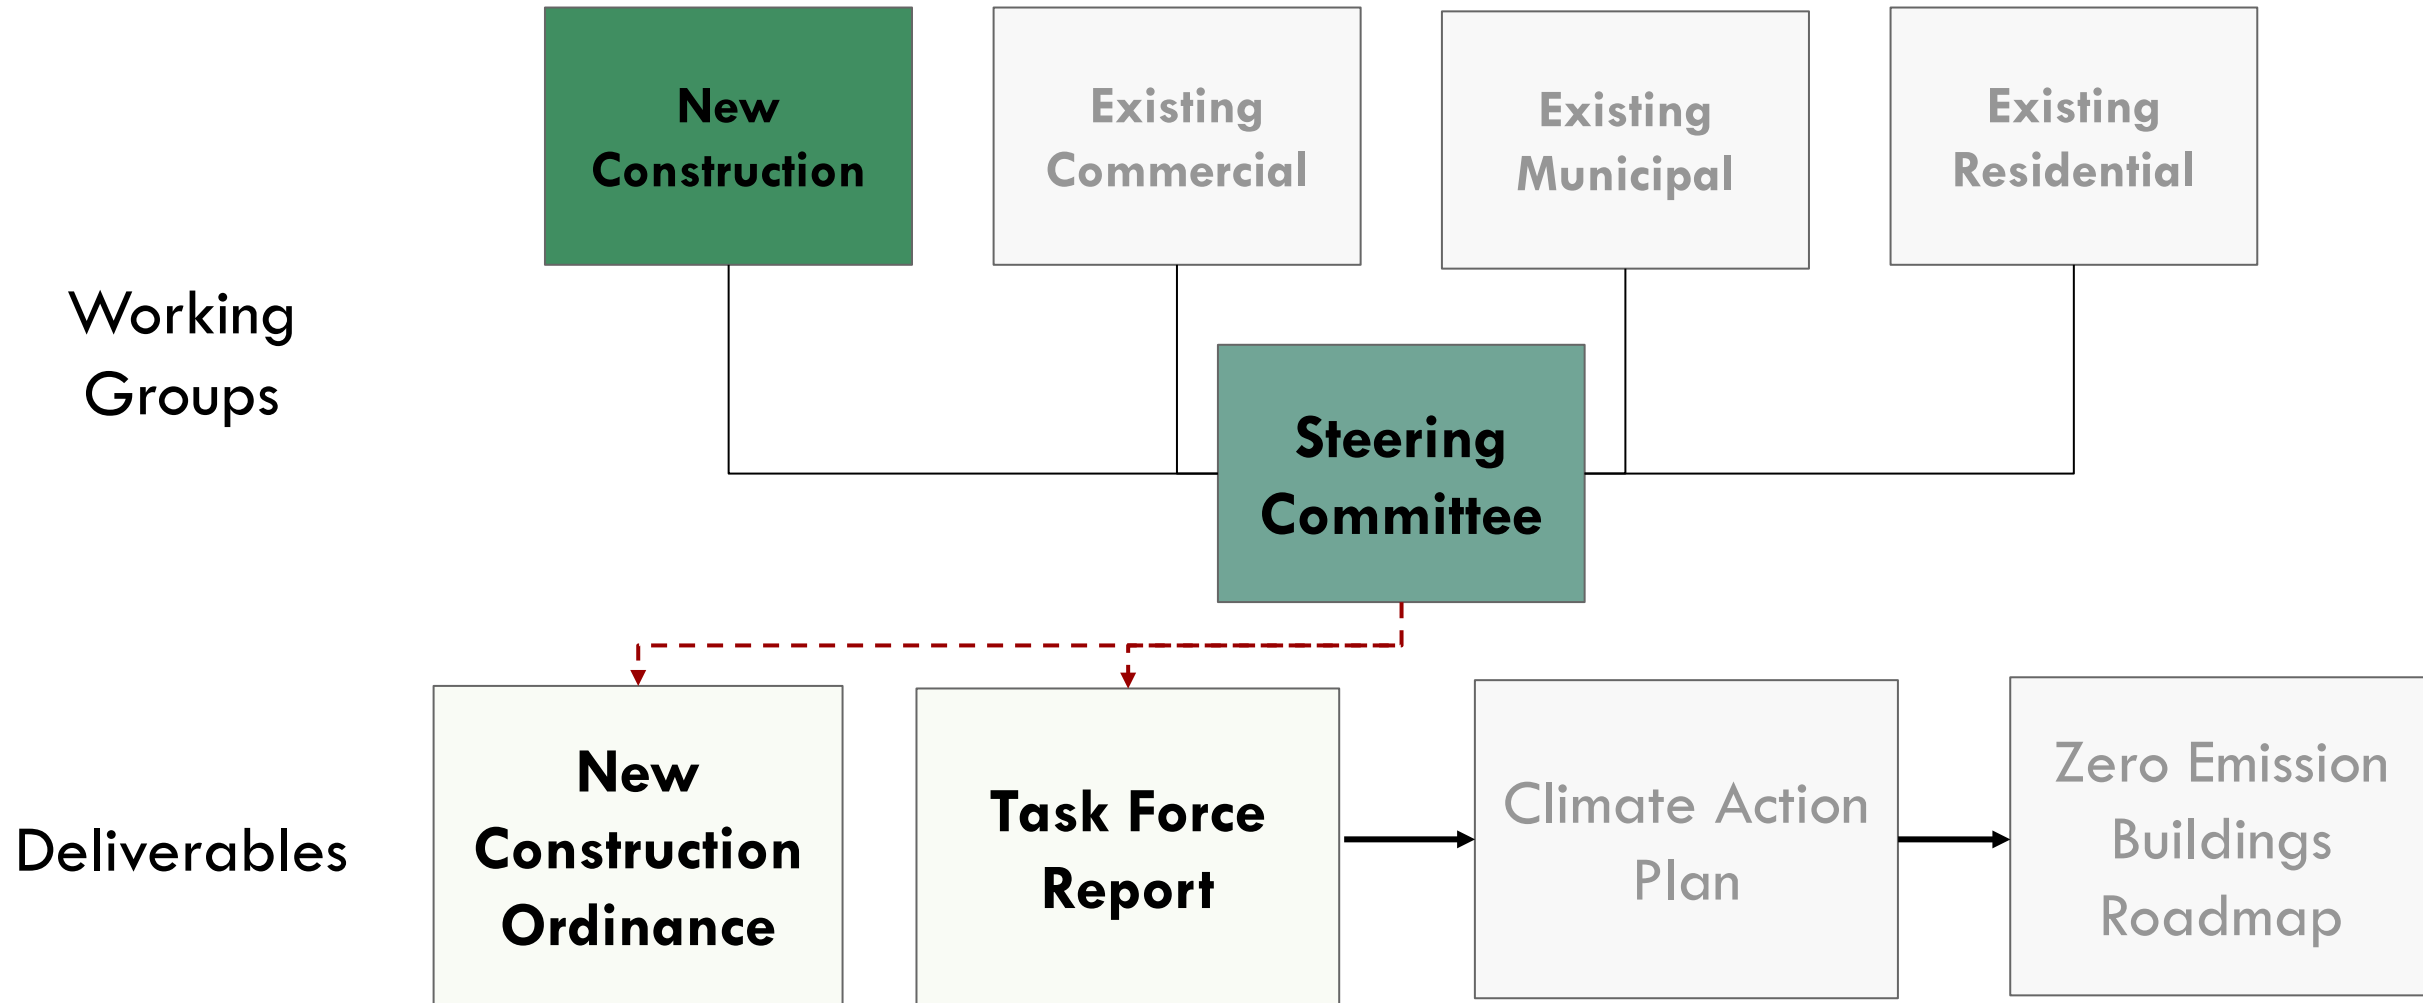 New
Construction
Existing
Commercial
Existing
Municipal
Existing
Residential
Working
Groups
Steering
Committee
Deliverables
New
Construction
Ordinance
Task Force
Report
Climate Action
Plan
Zero Emission
Buildings
Roadmap